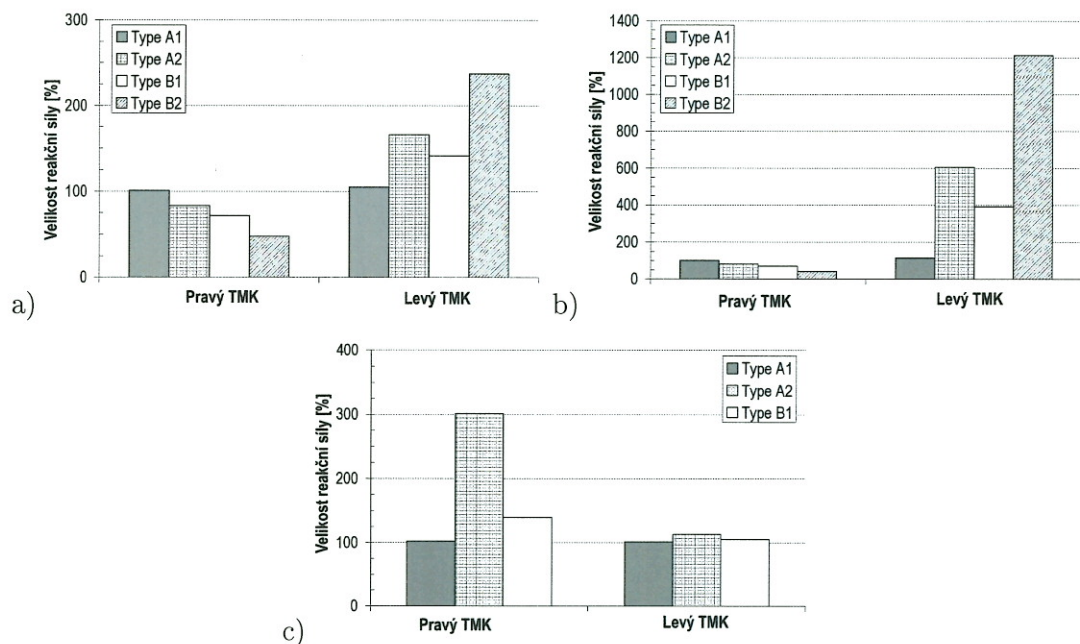 a)
Velikost reakční síly [%]
300
200
100
0
Type A1
Type A2
Type B1
Type B2
Pravý TMK
Levý TMK
b)
Velikost reakční síly [%]
1400
1200
1000
800
600
400
200
0
Type A1
Type A2
Type B1
Type B2
Pravý TMK
Levý TMK
c)
Velikost reakční síly [%]
400
300
200
100
0
Type A1
Type A2
Type B1
Pravý TMK
Levý TMK